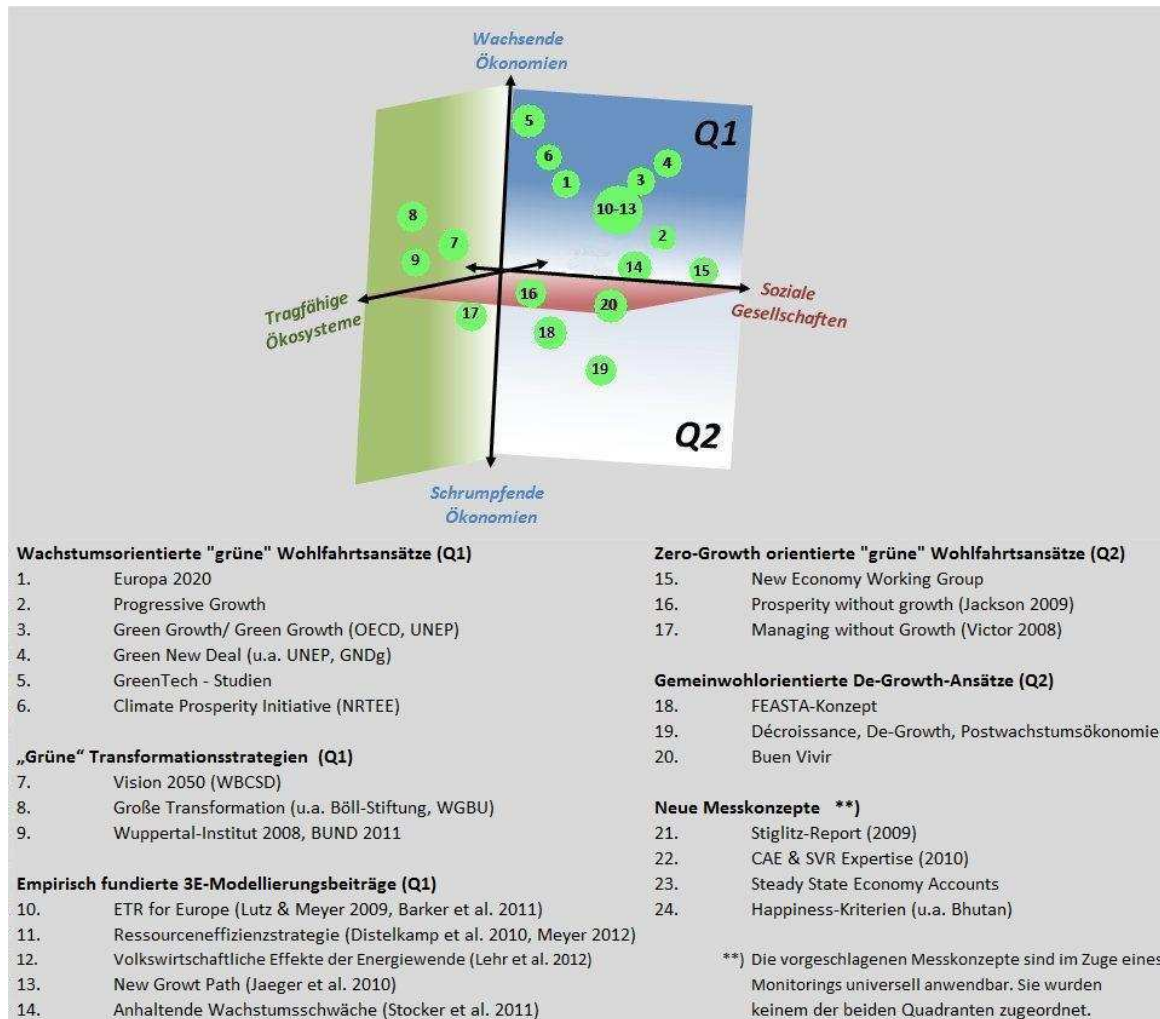 Wachsende
Ökonomien
Q1
5
6
4
1
3
10-13
8
2
7
9
14
15
Soziale
Gesellschaften
Tragfähige
Ökosysteme
16
20
17
18
19
Q2
Schrumpfende
Ökonomien
Wachstumsorientierte "grüne" Wohlfahrtsansätze (Q1)
1. Europa 2020
2. Progressive Growth
3. Green Growth/ Green Growth (OECD, UNEP)
4. Green New Deal (u.a. UNEP, GNDg)
5. GreenTech - Studien
6. Climate Prosperity Initiative (NRTEE)
„Grüne“ Transformationsstrategien (Q1)
7. Vision 2050 (WBCSD)
8. Große Transformation (u.a. Böll-Stiftung, WGBU)
9. Wuppertal-Institut 2008, BUND 2011
Empirisch fundierte 3E-Modellierungsbeiträge (Q1)
10. ETR for Europe (Lutz & Meyer 2009, Barker et al. 2011)
11. Ressourceneffizienzstrategie (Distelkamp et al. 2010, Meyer 2012)
12. Volkswirtschaftliche Effekte der Energiewende (Lehr et al. 2012)
13. New Growt Path (Jaeger et al. 2010)
14. Anhaltende Wachstumsschwäche (Stocker et al. 2011)
Zero-Growth orientierte "grüne" Wohlfahrtsansätze (Q2)
15. New Economy Working Group
16. Prosperity without growth (Jackson 2009)
17. Managing without Growth (Victor 2008)
Gemeinwohlorientierte De-Growth-Ansätze (Q2)
18. FEASTA-Konzept
19. Décroissance, De-Growth, Postwachstumsökonomie
20. Buen Vivir
Neue Messkonzepte **)
21. Stiglitz-Report (2009)
22. CAE & SVR Expertise (2010)
23. Steady State Economy Accounts
24. Happiness-Kriterien (u.a. Bhutan)
**) Die vorgeschlagenen Messkonzepte sind im Zuge eines
Monitorings universell anwendbar. Sie wurden
keinem der beiden Quadranten zugeordnet.